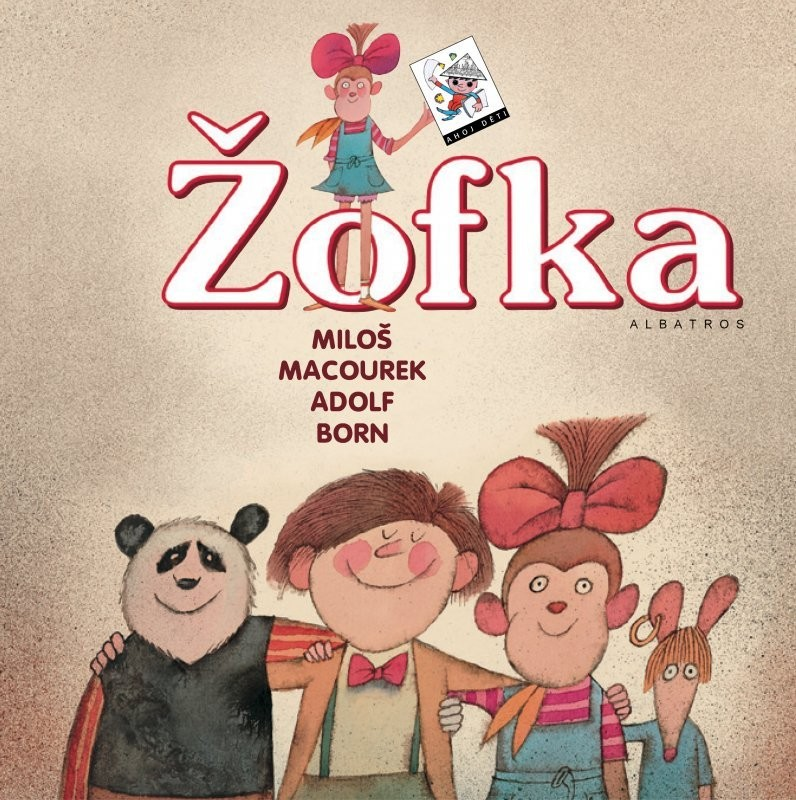 AHOJ DĚTI
Žofka
ALBATROS
MILOŠ
MACOUREK
ADOLF
BORN